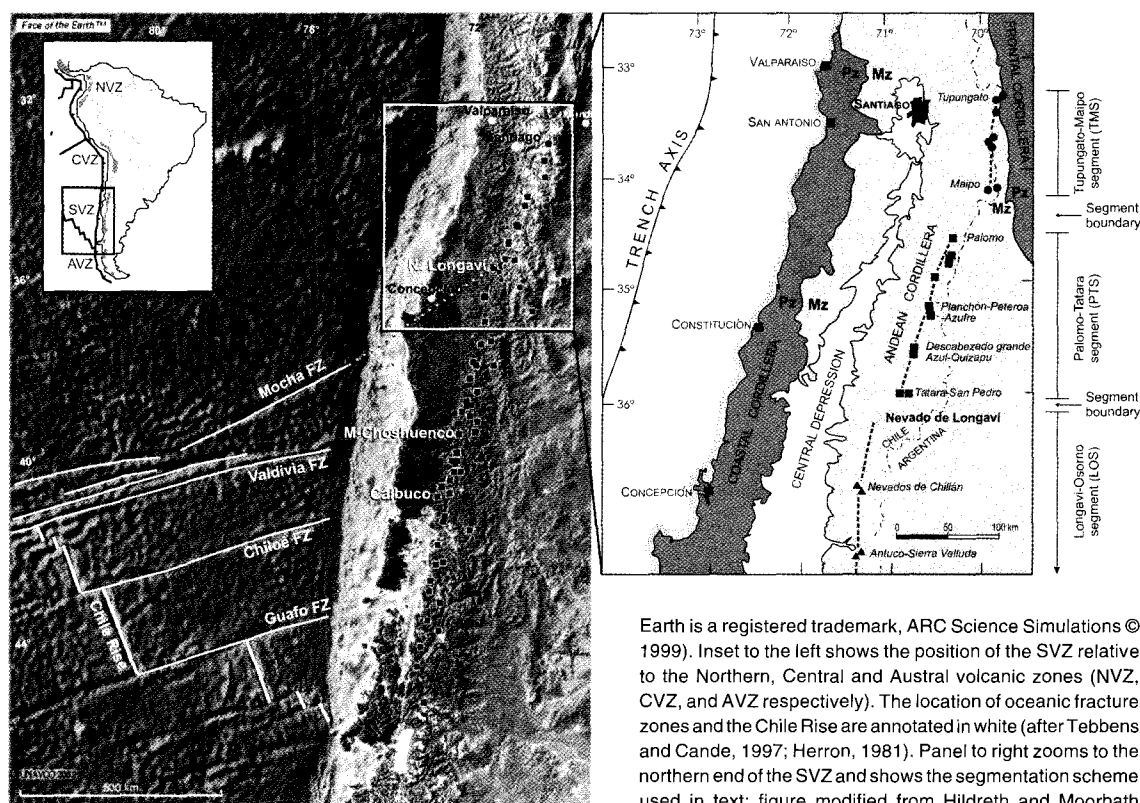 Face of the Earth™
80
76
72
32
36
40
44
NVZ
CVZ
SVZ
AVZ
Valparaiso
Santiago
N. Longaví
Concepción
Mocha FZ
Valdivia FZ
M-Choshuenco
Calbuco
Chiloe FZ
Chile Rise
Guafo FZ
500 km
73°
72°
71°
70°
33°
34°
35°
36°
TRENCH AXIS
VALPARAISO
SAN ANTONIO
CONSTITUCIÓN
CONCEPCIÓN
Pz
Mz
SANTIAGO
Tupungato
Maipo
Pz
Mz
FRONTAL CORDILLERA
Pz
Mz
COASTAL CORDILLERA
CENTRAL DEPRESSION
ANDEAN CORDILLERA
Palomo
Planchón-Peteroa
-Azufre
Descabezado grande
Azul-Quizapu
Tatara-San Pedro
Nevado de Longaví
CHILE
ARGENTINA
Nevados de Chillán
Antuco-Sierra Velluda
0 50 100 km
Tupungato-Maipo
segment (TMS)
Segment
boundary
Palomo-Tatara
segment (PTS)
Segment
boundary
Longaví-Osorno
segment (LOS)
Earth is a registered trademark, ARC Science Simulations ©
1999). Inset to the left shows the position of the SVZ relative
to the Northern, Central and Austral volcanic zones (NVZ,
CVZ, and AVZ respectively). The location of oceanic fracture
zones and the Chile Rise are annotated in white (after Tebbens
and Cande, 1997; Herron, 1981). Panel to right zooms to the
northern end of the SVZ and shows the segmentation scheme
used in text; figure modified from Hildreth and Moorbath